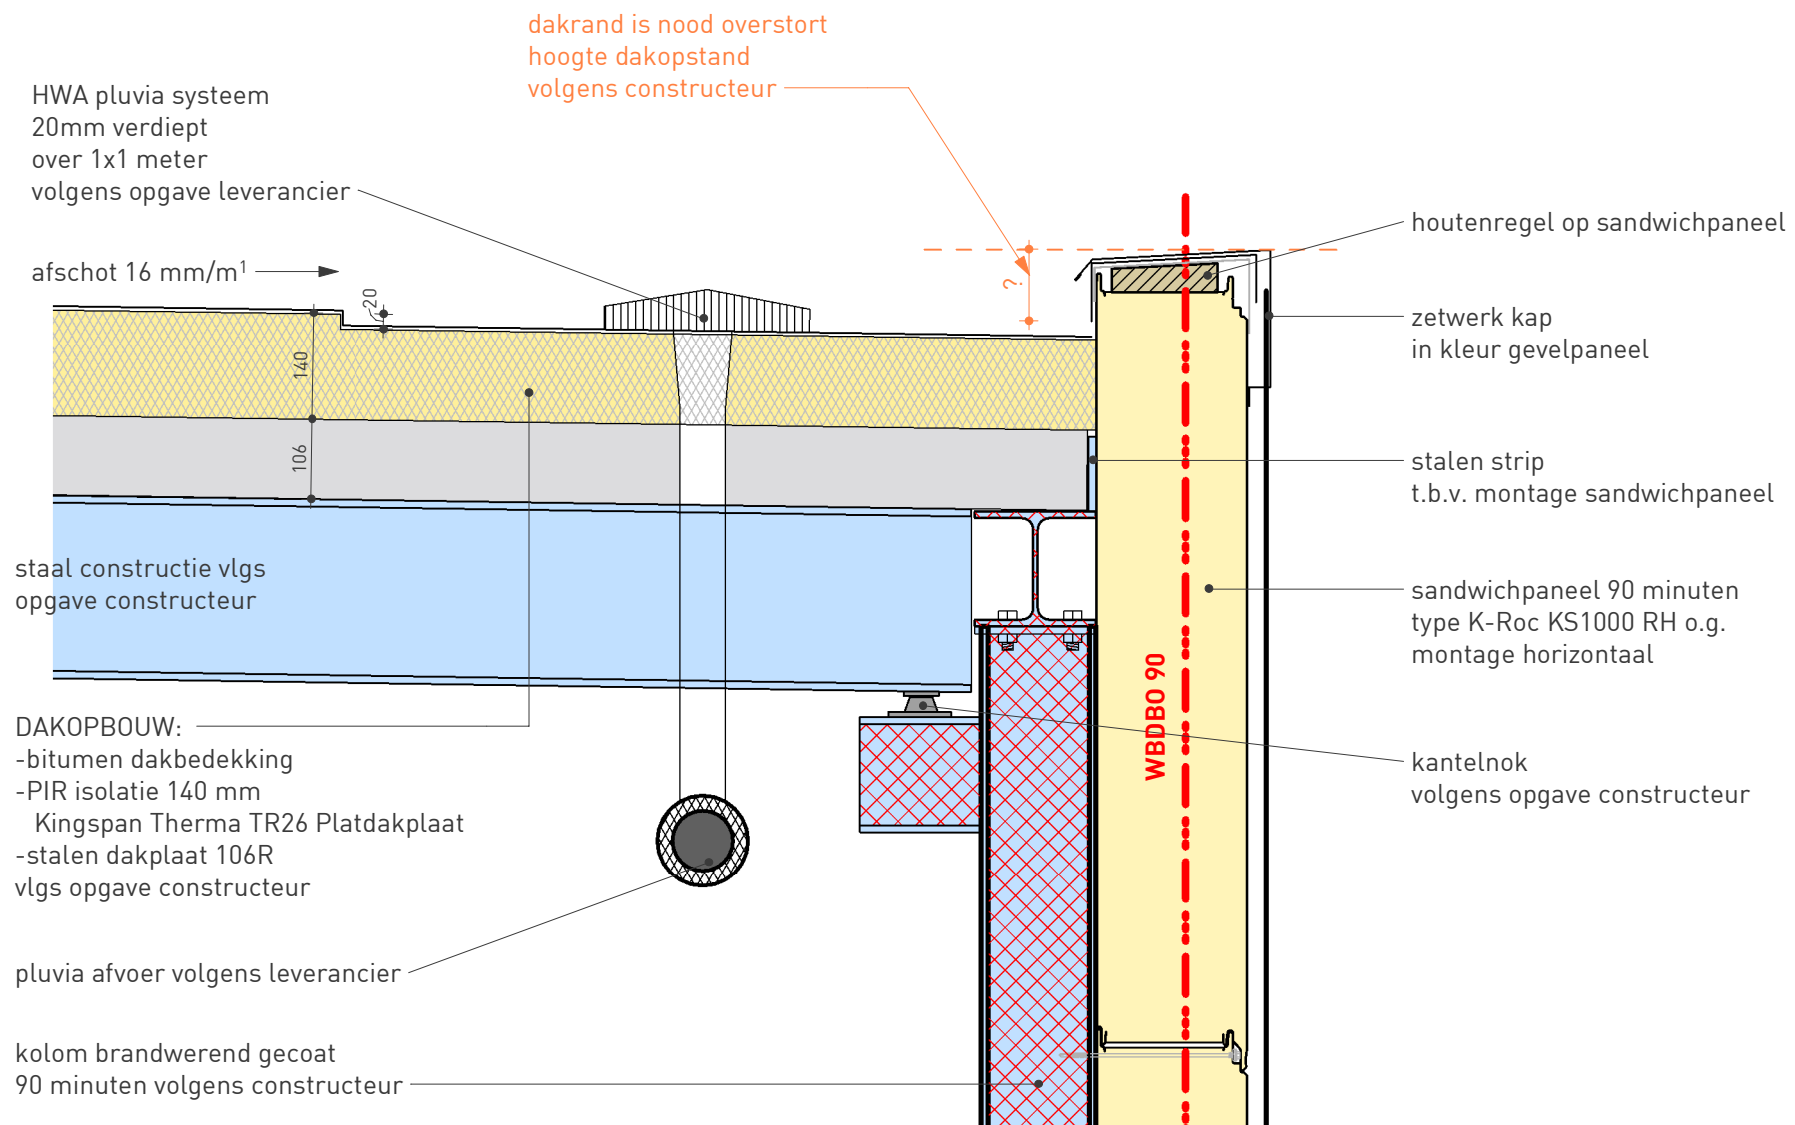 dakrand is nood overstort
hoogte dakopstand
volgens constructeur
HWA pluvia systeem
20mm verdiept
over 1x1 meter
volgens opgave leverancier
afschot 16 mm/m¹
20
140
106
?
houtenregel op sandwichpaneel
zetwerk kap
in kleur gevelpaneel
stalen strip
t.b.v. montage sandwichpaneel
staal constructie vlgs
opgave constructeur
sandwichpaneel 90 minuten
type K-Roc KS1000 RH o.g.
montage horizontaal
WBDBO 90
DAKOPBOUW:
-bitumen dakbedekking
-PIR isolatie 140 mm
Kingspan Therma TR26 Platdakplaat
-stalen dakplaat 106R
vlgs opgave constructeur
kantelnok
volgens opgave constructeur
pluvia afvoer volgens leverancier
kolom brandwerend gecoat
90 minuten volgens constructeur